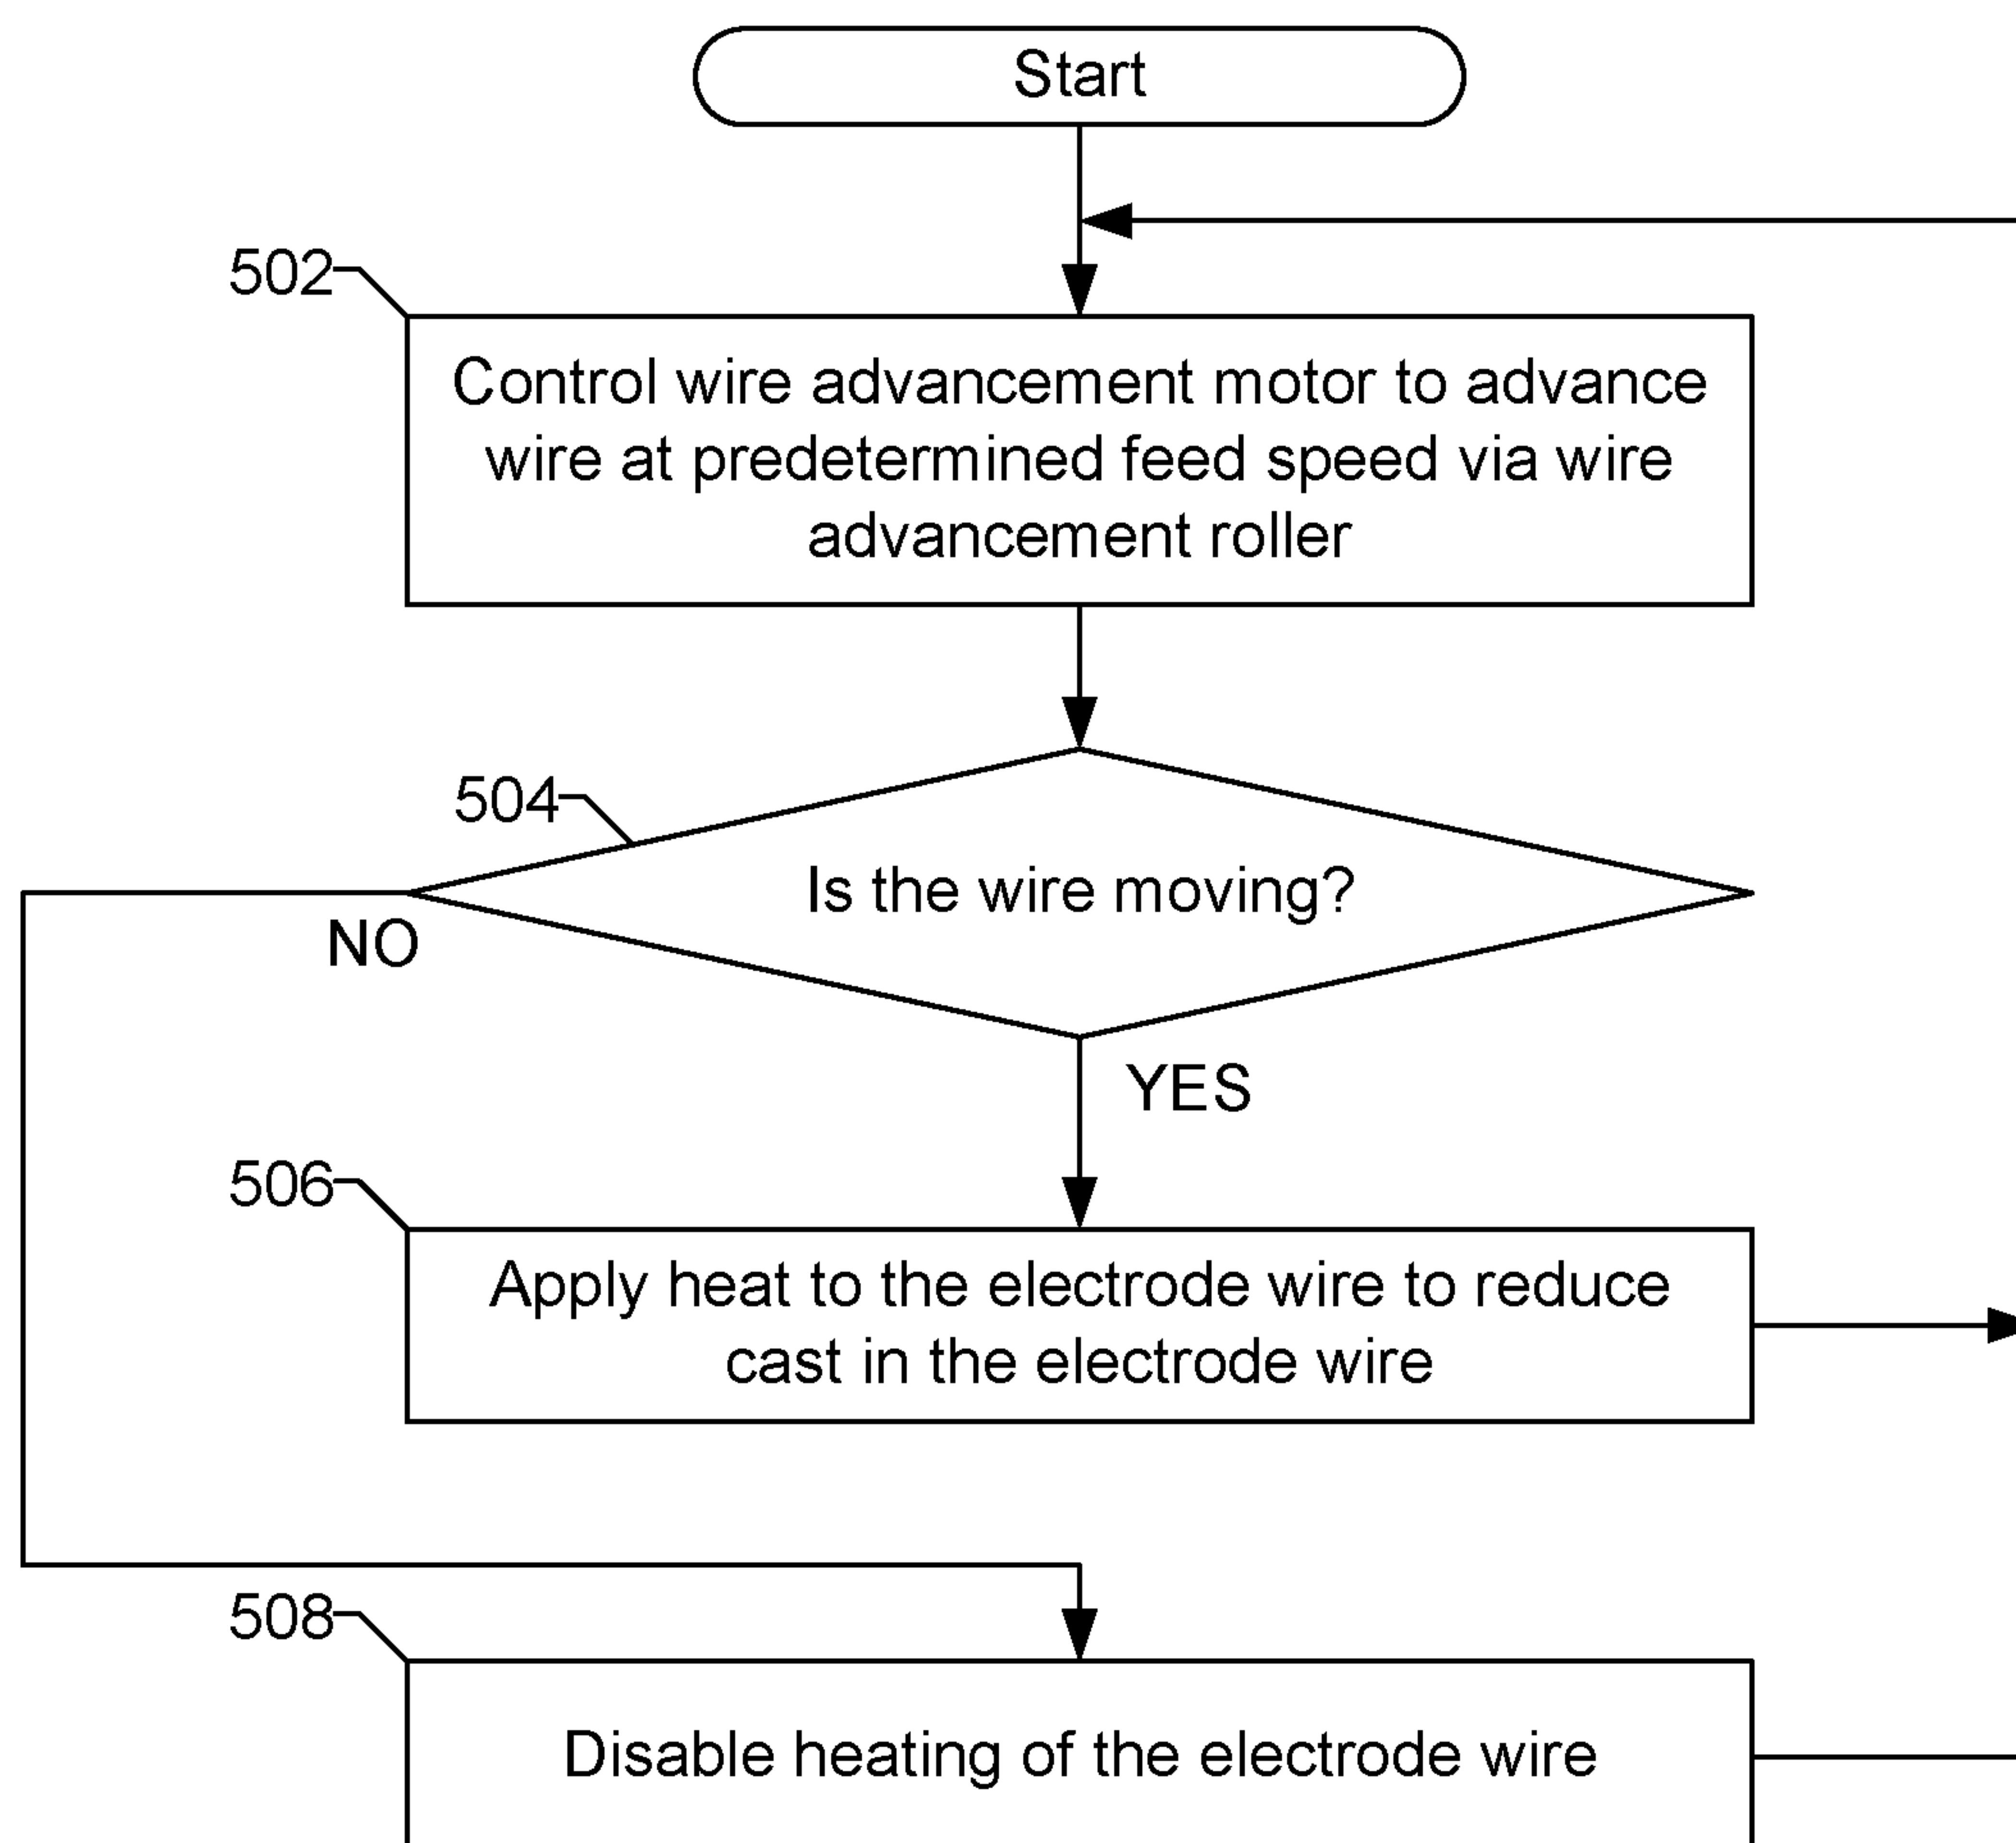 Start
502
Control wire advancement motor to advance
wire at predetermined feed speed via wire
advancement roller
504
Is the wire moving?
NO
YES
506
Apply heat to the electrode wire to reduce
cast in the electrode wire
508
Disable heating of the electrode wire